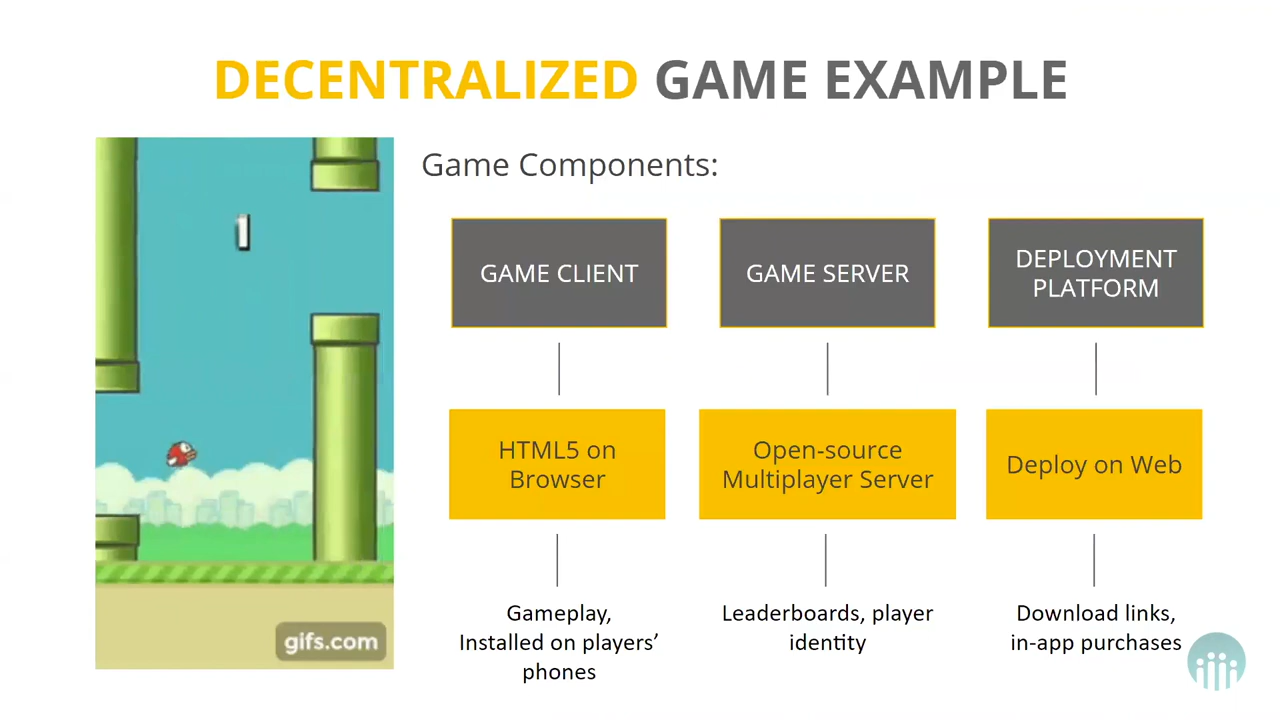 DECENTRALIZED GAME EXAMPLE
Game Components:
GAME CLIENT
GAME SERVER
DEPLOYMENT
PLATFORM
HTML5 on
Browser
Open-source
Multiplayer Server
Deploy on Web
Gameplay,
Installed on players’
phones
Leaderboards, player
identity
Download links,
in-app purchases
1
gifs.com